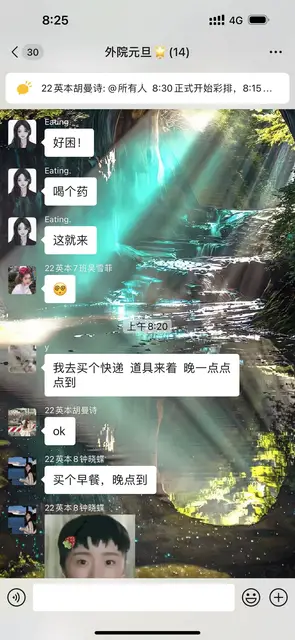 8:25
4G
30
外院元旦🌟(14)
22英本胡曼诗: @所有人 8:30正式开始彩排，8:15...
Eating.
好困！
Eating.
喝个药
Eating.
这就来
22英本7班吴雪菲
上午8:20
y
我去买个快递 道具来着 晚一点点
点到
22英本胡曼诗
ok
22英本8钟晓蝶
买个早餐，晚点到
22英本8钟晓蝶